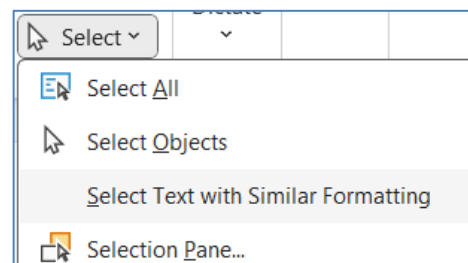 Select
Select All
Select Objects
Select Text with Similar Formatting
Selection Pane...